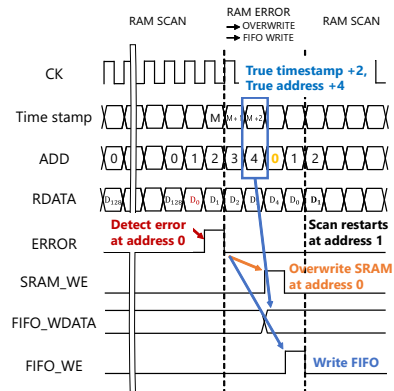 RAM SCAN
RAM ERROR
→ OVERWRITE
→ FIFO WRITE
RAM SCAN
CK
True timestamp +2,
True address +4
Time stamp
M
M+1
M+2
ADD
0
0
1
2
3
4
0
1
2
RDATA
D128
D128
D0
D1
D2
D4
D0
D1
Detect error
at address 0
Scan restarts
at address 1
ERROR
SRAM_WE
Overwrite SRAM
at address 0
FIFO_WDATA
FIFO_WE
Write FIFO